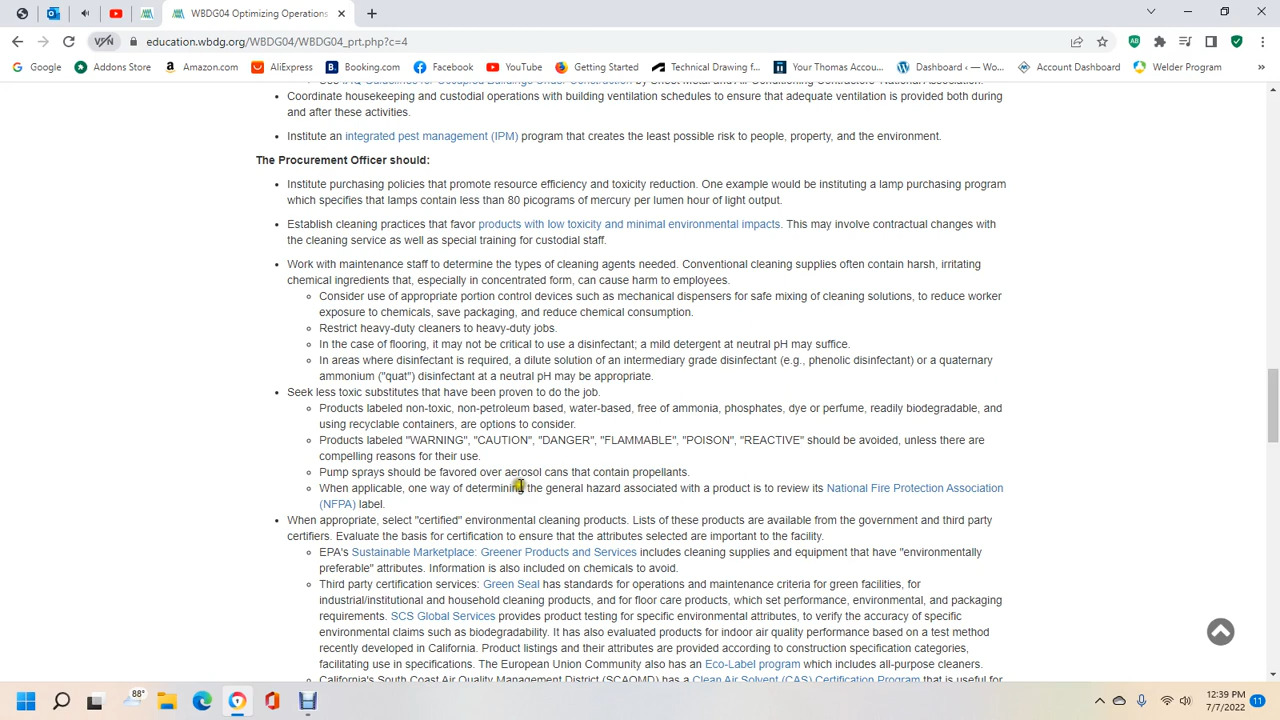 WBDG04 Optimizing Operations
education.wbdg.org/WBDG04/WBDG04_prt.php?c=4
Google Addons Store Amazon.com AliExpress Booking.com Facebook YouTube Getting Started Technical Drawing f... Your Thomas Accou... Dashboard ‹ Wo... Account Dashboard Welder Program »
Coordinate housekeeping and custodial operations with building ventilation schedules to ensure that adequate ventilation is provided both during
and after these activities.
Institute an integrated pest management (IPM) program that creates the least possible risk to people, property, and the environment.
The Procurement Officer should:
Institute purchasing policies that promote resource efficiency and toxicity reduction. One example would be instituting a lamp purchasing program
which specifies that lamps contain less than 80 picograms of mercury per lumen hour of light output.
Establish cleaning practices that favor products with low toxicity and minimal environmental impacts. This may involve contractual changes with
the cleaning service as well as special training for custodial staff.
Work with maintenance staff to determine the types of cleaning agents needed. Conventional cleaning supplies often contain harsh, irritating
chemical ingredients that, especially in concentrated form, can cause harm to employees.
Consider use of appropriate portion control devices such as mechanical dispensers for safe mixing of cleaning solutions, to reduce worker
exposure to chemicals, save packaging, and reduce chemical consumption.
Restrict heavy-duty cleaners to heavy-duty jobs.
In the case of flooring, it may not be critical to use a disinfectant; a mild detergent at neutral pH may suffice.
In areas where disinfectant is required, a dilute solution of an intermediary grade disinfectant (e.g., phenolic disinfectant) or a quaternary
ammonium ("quat") disinfectant at a neutral pH may be appropriate.
Seek less toxic substitutes that have been proven to do the job.
Products labeled non-toxic, non-petroleum based, water-based, free of ammonia, phosphates, dye or perfume, readily biodegradable, and
using recyclable containers, are options to consider.
Products labeled "WARNING", "CAUTION", "DANGER", "FLAMMABLE", "POISON", "REACTIVE" should be avoided, unless there are
compelling reasons for their use.
Pump sprays should be favored over aerosol cans that contain propellants.
When applicable, one way of determining the general hazard associated with a product is to review its National Fire Protection Association
(NFPA) label.
When appropriate, select "certified" environmental cleaning products. Lists of these products are available from the government and third party
certifiers. Evaluate the basis for certification to ensure that the attributes selected are important to the facility.
EPA's Sustainable Marketplace: Greener Products and Services includes cleaning supplies and equipment that have "environmentally
preferable" attributes. Information is also included on chemicals to avoid.
Third party certification services: Green Seal has standards for operations and maintenance criteria for green facilities, for
industrial/institutional and household cleaning products, and for floor care products, which set performance, environmental, and packaging
requirements. SCS Global Services provides product testing for specific environmental attributes, to verify the accuracy of specific
environmental claims such as biodegradability. It has also evaluated products for indoor air quality performance based on a test method
recently developed in California. Product listings and their attributes are provided according to construction specification categories,
facilitating use in specifications. The European Union Community also has an Eco-Label program which includes all-purpose cleaners.
California's South Coast Air Quality Management District (SCAQMD) has a Clean Air Solvent (CAS) Certification Program that is useful for
88°
12:39 PM
7/7/2022
11